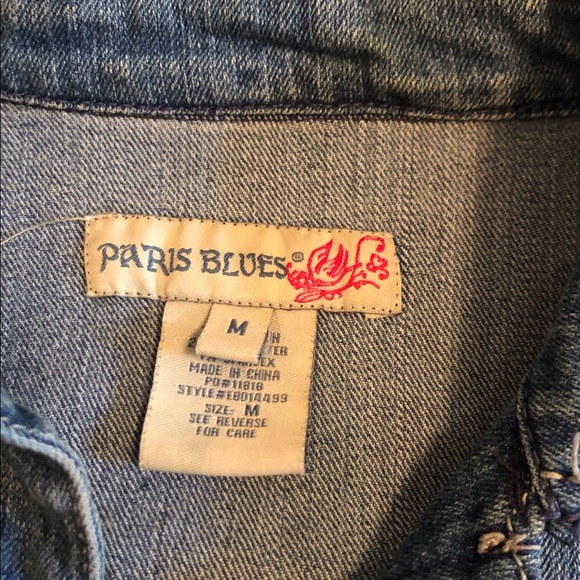 PARIS BLUES®
M
MADE IN CHINA
PO#11818
STYLE#EB014499
SIZE: M
SEE REVERSE
FOR CARE